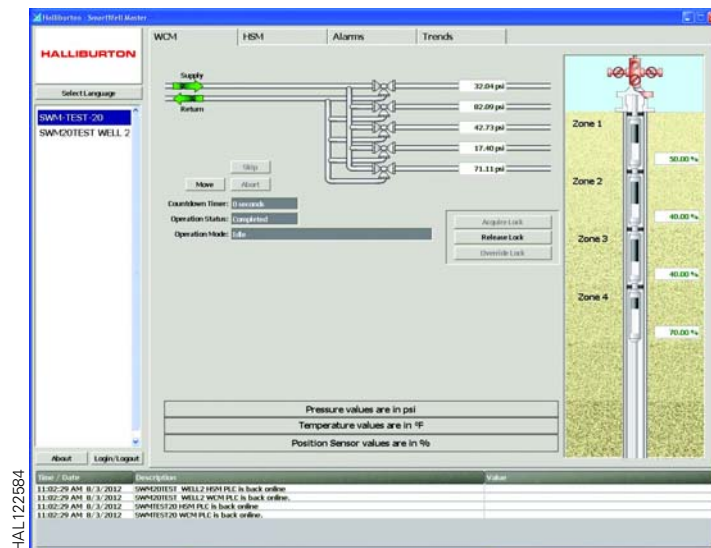 Halliburton - SmartWell Master
HALLIBURTON
Select Language
SWM-TEST-20
SWM20TEST WELL 2
About
Login/Logout
WCM
HSM
Alarms
Trends
Supply
Return
32.04 psi
82.09 psi
42.73 psi
17.40 psi
71.11 psi
Skip
Move
Abort
Countdown Timer: 0 seconds
Operation Status: Completed
Operation Mode: Idle
Acquire Lock
Release Lock
Override Lock
Pressure values are in psi
Temperature values are in ºF
Position Sensor values are in %
Zone 1
50.00 %
Zone 2
40.00 %
Zone 3
40.00 %
Zone 4
70.00 %
Time / Date Description Value
11:02:29 AM 8/3/2012 SWM20TEST WELL2 HSM PLC is back online
11:02:29 AM 8/3/2012 SWM20TEST WELL2 WCM PLC is back online.
11:02:29 AM 8/3/2012 SWMTEST20 HSM PLC is back online
11:02:29 AM 8/3/2012 SWMTEST20 WCM PLC is back online.
HAL122584